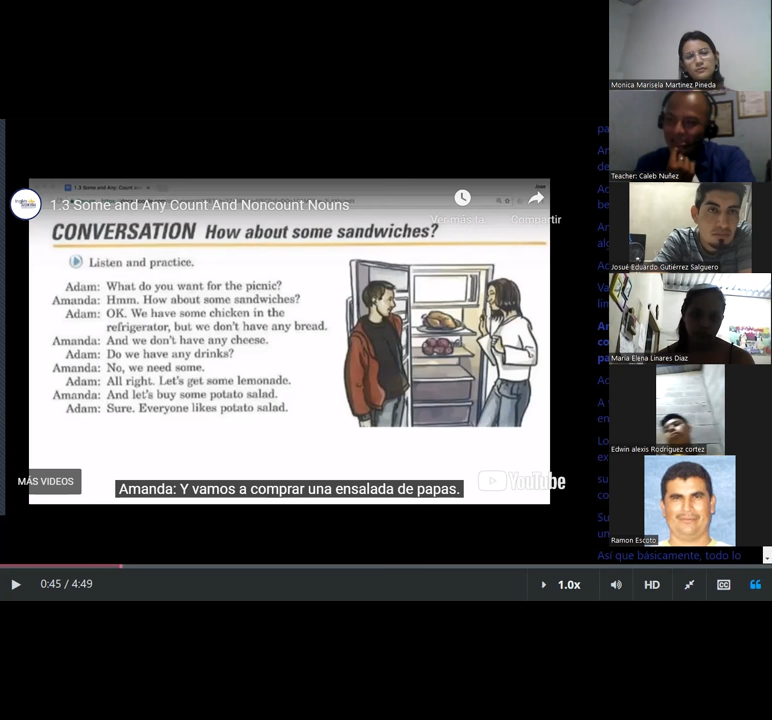 1.3 Some and Any Count And Noncount Nouns
Ver más ta...
Compartir
CONVERSATION How about some sandwiches?
Listen and practice.
Adam: What do you want for the picnic?
Amanda: Hmm. How about some sandwiches?
Adam: OK. We have some chicken in the
refrigerator, but we don't have any bread.
Amanda: And we don't have any cheese.
Adam: Do we have any drinks?
Amanda: No, we need some.
Adam: All right. Let's get some lemonade.
Amanda: And let's buy some potato salad.
Adam: Sure. Everyone likes potato salad.
MÁS VIDEOS
Amanda: Y vamos a comprar una ensalada de papas.
YouTube
0:45 / 4:49
1.0x
HD
CC
Monica Marisela Martinez Pineda
Teacher: Caleb Nuñez
Josué Eduardo Gutiérrez Salguero
Maria Elena Linares Diaz
Edwin alexis Rodriguez cortez
Ramon Escoto
Así que básicamente, todo lo